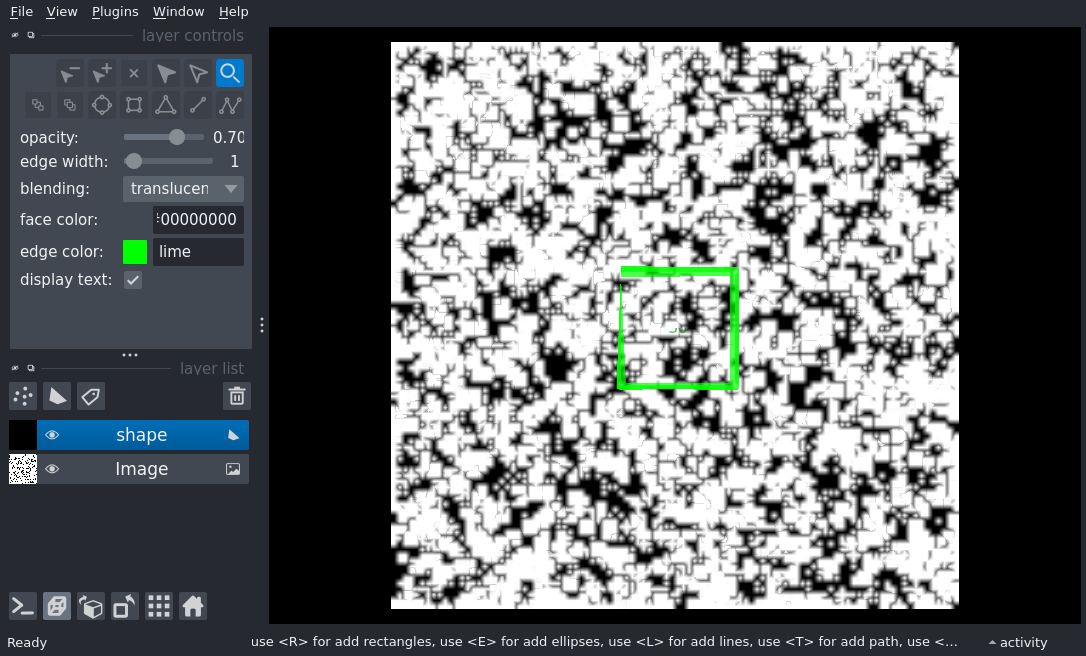 File View Plugins Window Help
layer controls
opacity: 0.70
edge width: 1
blending: translucen
face color: 00000000
edge color: lime
display text:
layer list
shape
Image
Ready use <R> for add rectangles, use <E> for add ellipses, use <L> for add lines, use <T> for add path, use <... activity